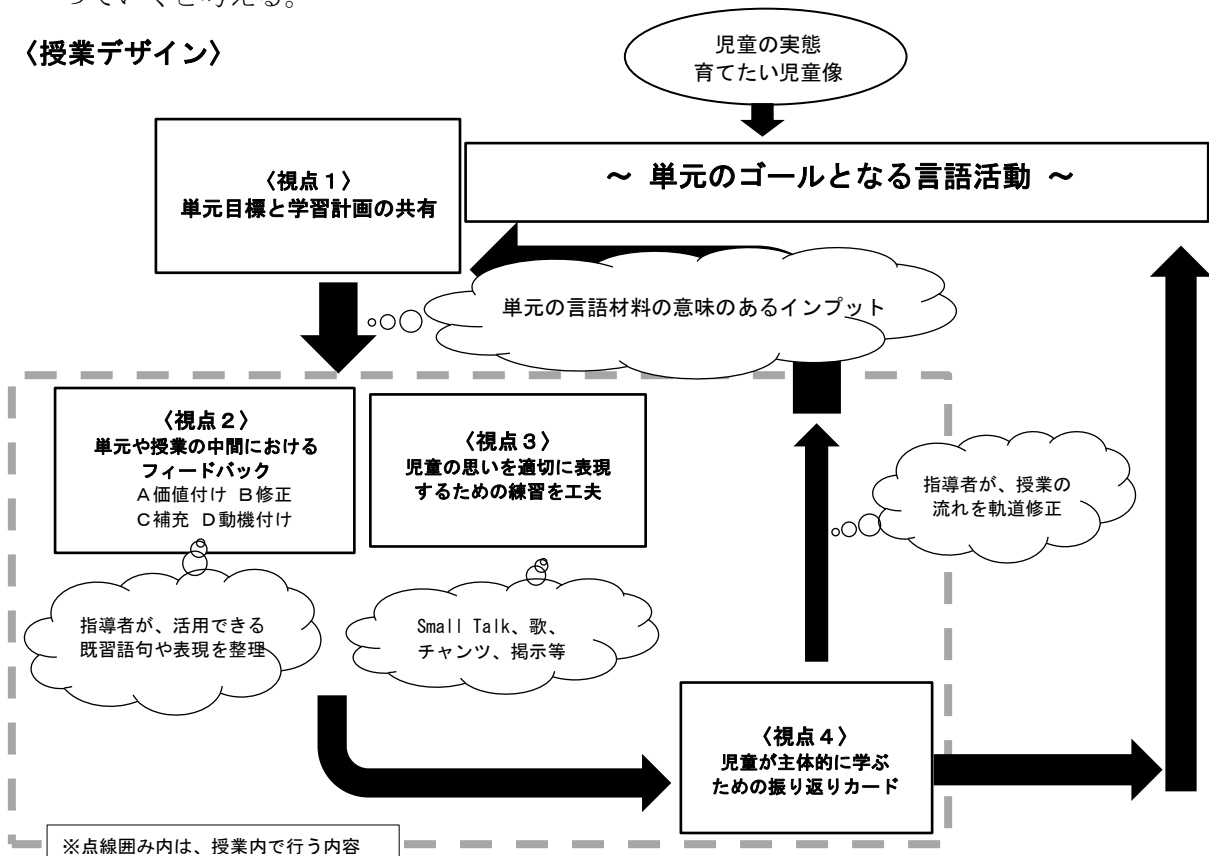 っていくと考える。
〈授業デザイン〉
児童の実態
育てたい児童像
〈視点１〉
単元目標と学習計画の共有
～ 単元のゴールとなる言語活動 ～
単元の言語材料の意味のあるインプット
〈視点２〉
単元や授業の中間における
フィードバック
Ａ価値付け Ｂ修正
Ｃ補充 Ｄ動機付け
〈視点３〉
児童の思いを適切に表現
するための練習を工夫
指導者が、授業の
流れを軌道修正
指導者が、活用できる
既習語句や表現を整理
Small Talk、歌、
チャンツ、掲示等
〈視点４〉
児童が主体的に学ぶ
ための振り返りカード
※点線囲み内は、授業内で行う内容